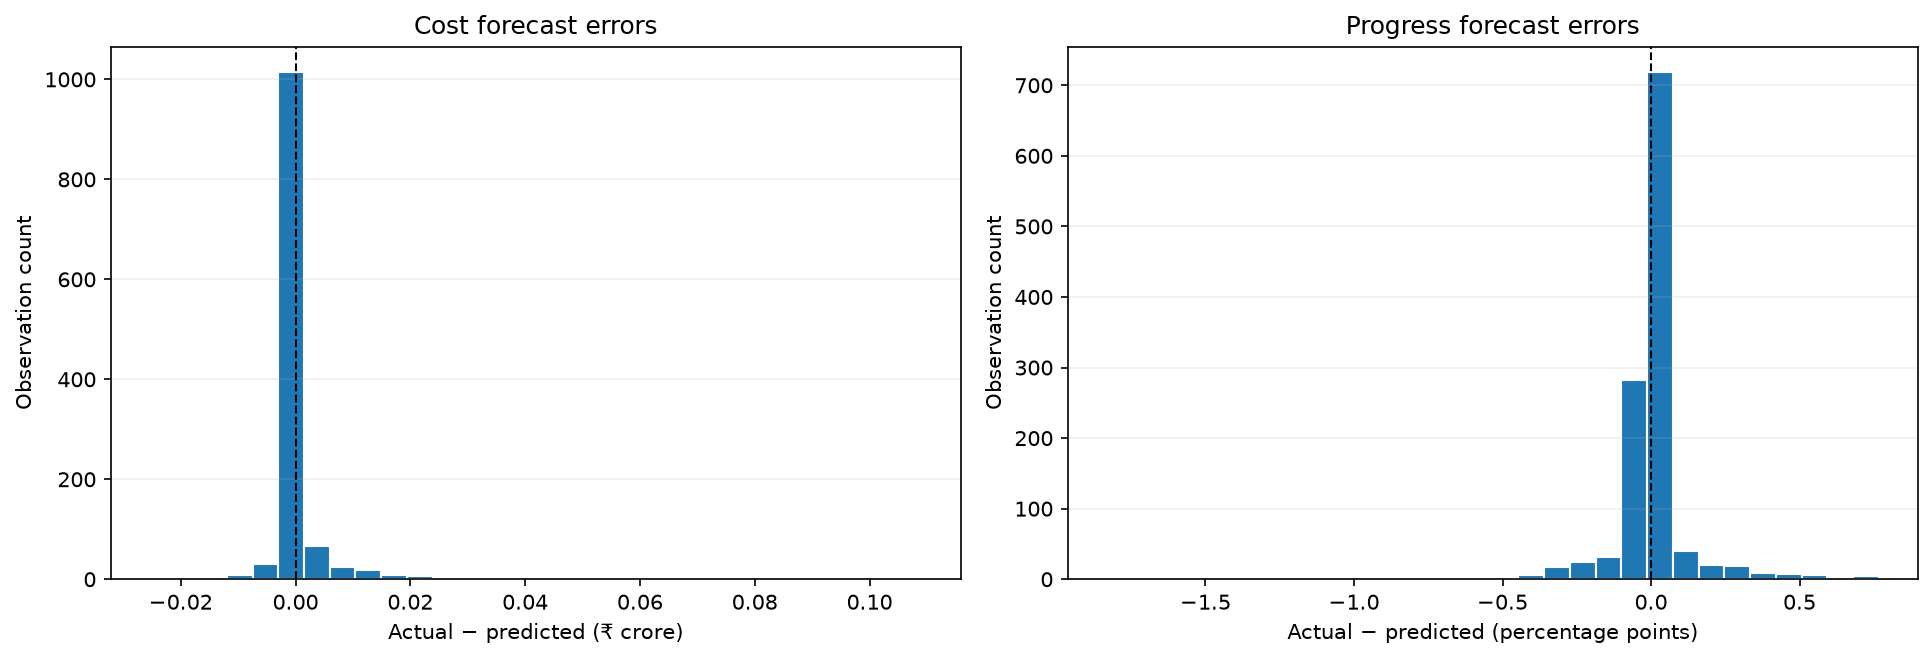 Cost forecast errors
Observation count
1000
800
600
400
200
0
−0.02 0.00 0.02 0.04 0.06 0.08 0.10
Actual − predicted (₹ crore)
Progress forecast errors
Observation count
700
600
500
400
300
200
100
0
−1.5 −1.0 −0.5 0.0 0.5
Actual − predicted (percentage points)